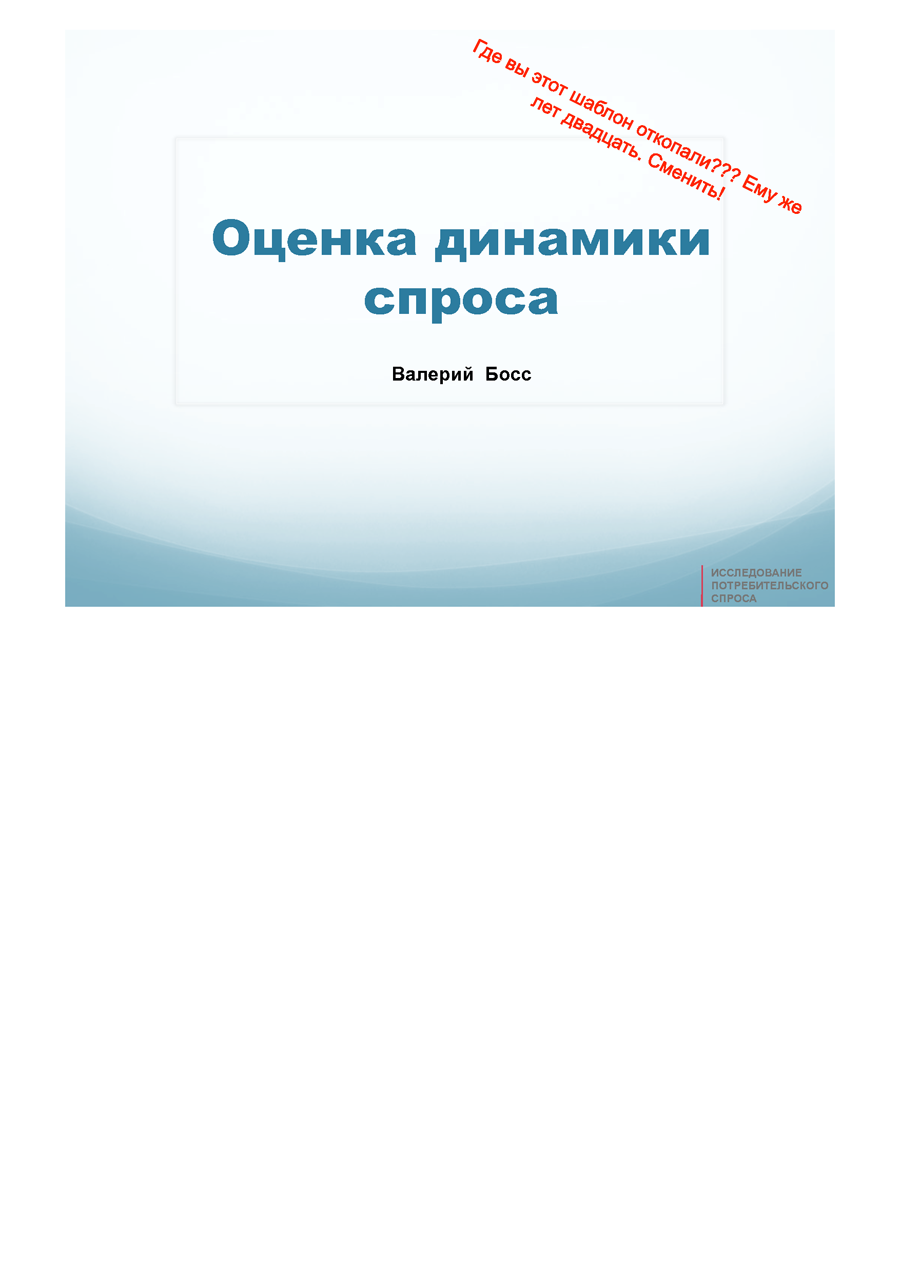 Где вы этот шаблон откопали??? Ему же
лет двадцать. Сменить!
Оценка динамики
спроса
Валерий Босс
ИССЛЕДОВАНИЕ
ПОТРЕБИТЕЛЬСКОГО
СПРОСА